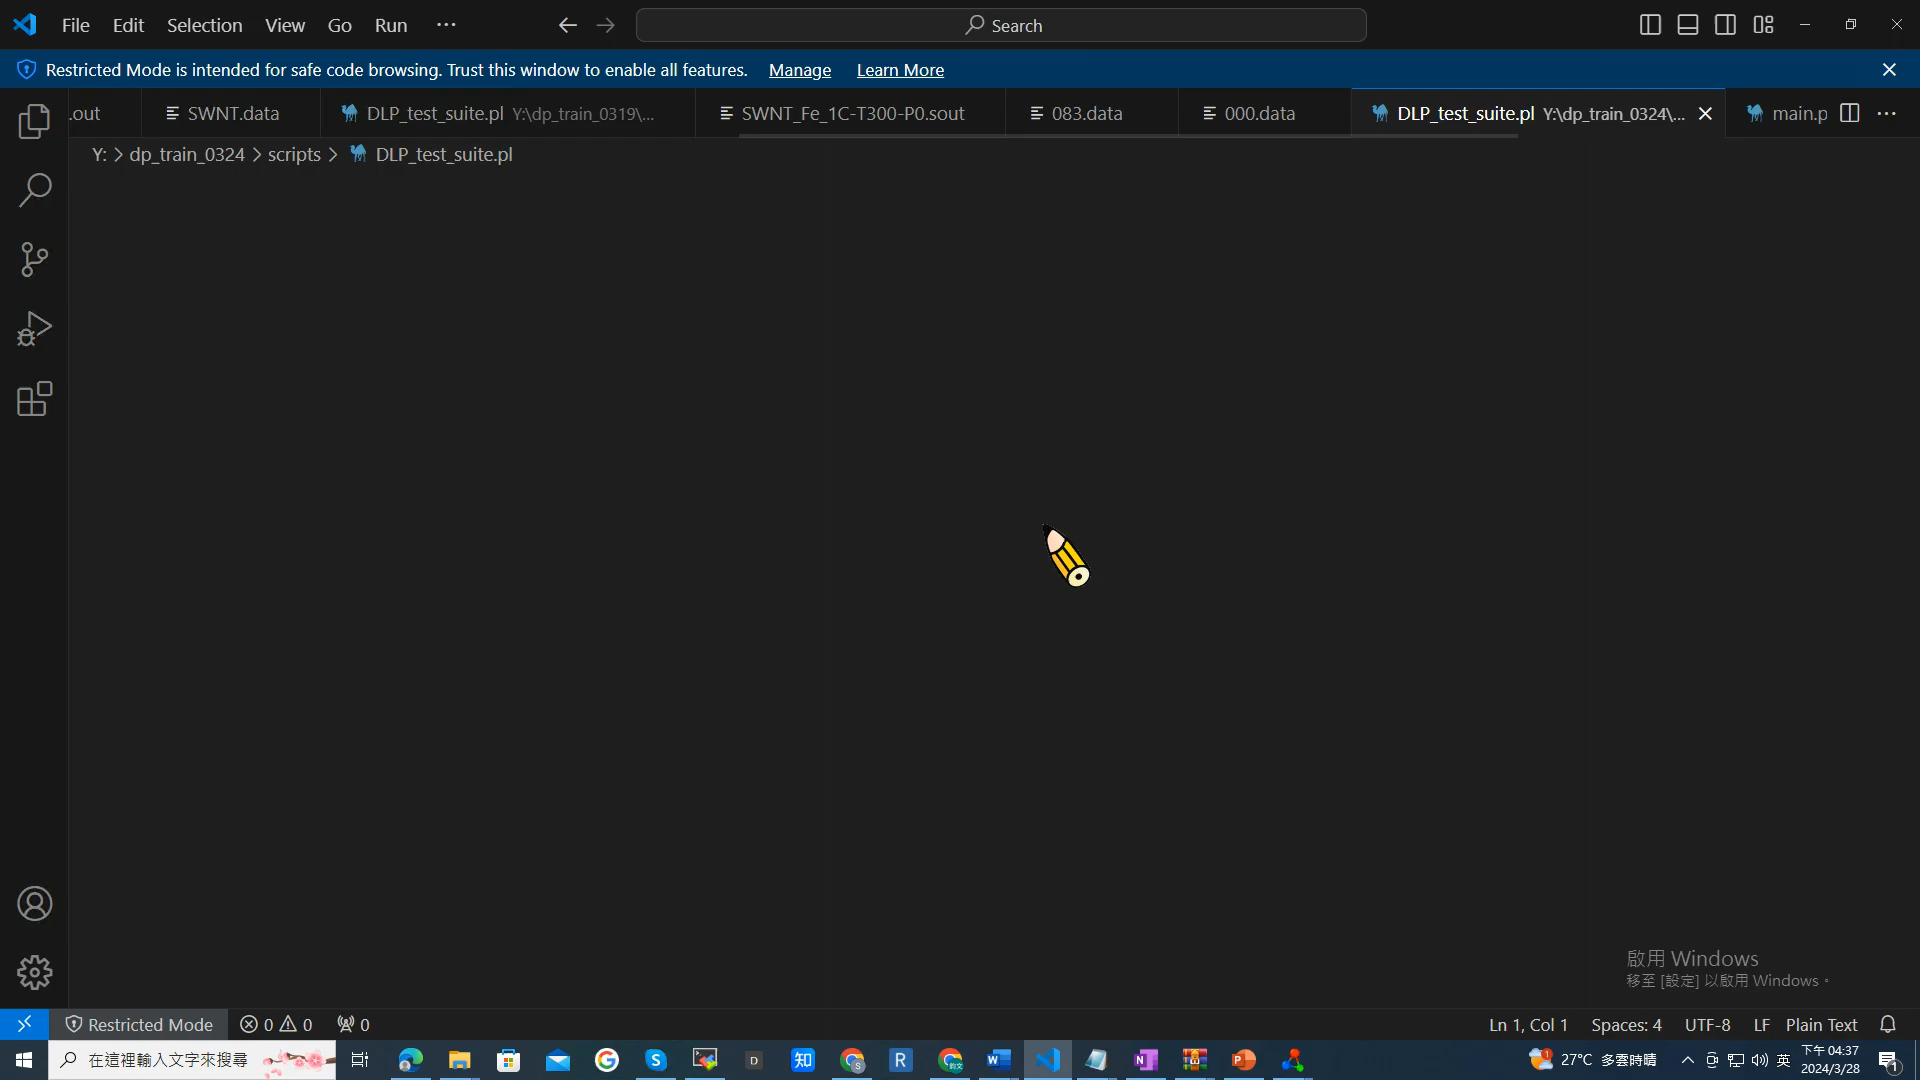 File Edit Selection View Go Run ··· Search
Restricted Mode is intended for safe code browsing. Trust this window to enable all features. Manage Learn More
.out SWNT.data DLP_test_suite.pl Y:\dp_train_0319\... SWNT_Fe_1C-T300-P0.sout 083.data 000.data DLP_test_suite.pl Y:\dp_train_0324\... main.p
Y: > dp_train_0324 > scripts > DLP_test_suite.pl
啟用 Windows
移至 [設定] 以啟用 Windows。
Restricted Mode 0 0 0 Ln 1, Col 1 Spaces: 4 UTF-8 LF Plain Text
在這裡輸入文字來搜尋 27°C 多雲時晴 英 下午 04:37
2024/3/28